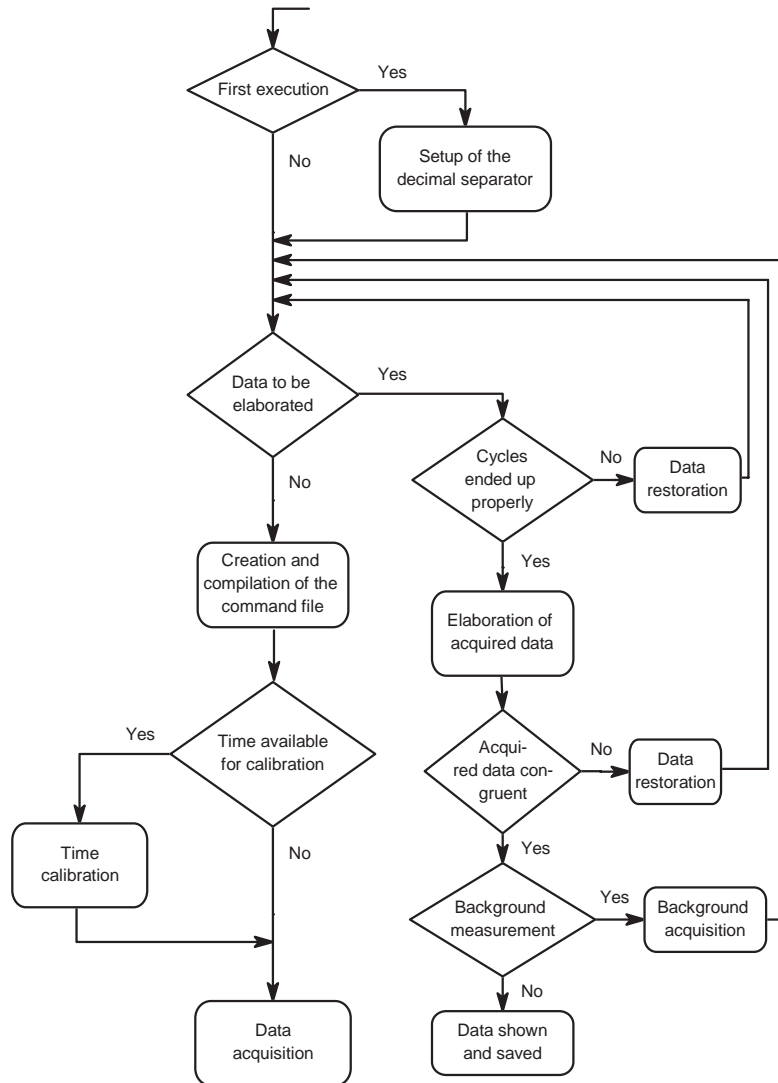 Yes
First execution
Setup of the
decimal separator
No
Data to be
elaborated
Yes
Cycles
ended up
properly
No
Data
restoration
No
Yes
Creation and
compilation of the
command file
Elaboration of
acquired data
Yes
Time available
for calibration
Acqui-
red data con-
gruent
No
Data
restoration
Time
calibration
No
Yes
Background
measurement
Yes
Background
acquisition
No
Data
acquisition
Data shown
and saved